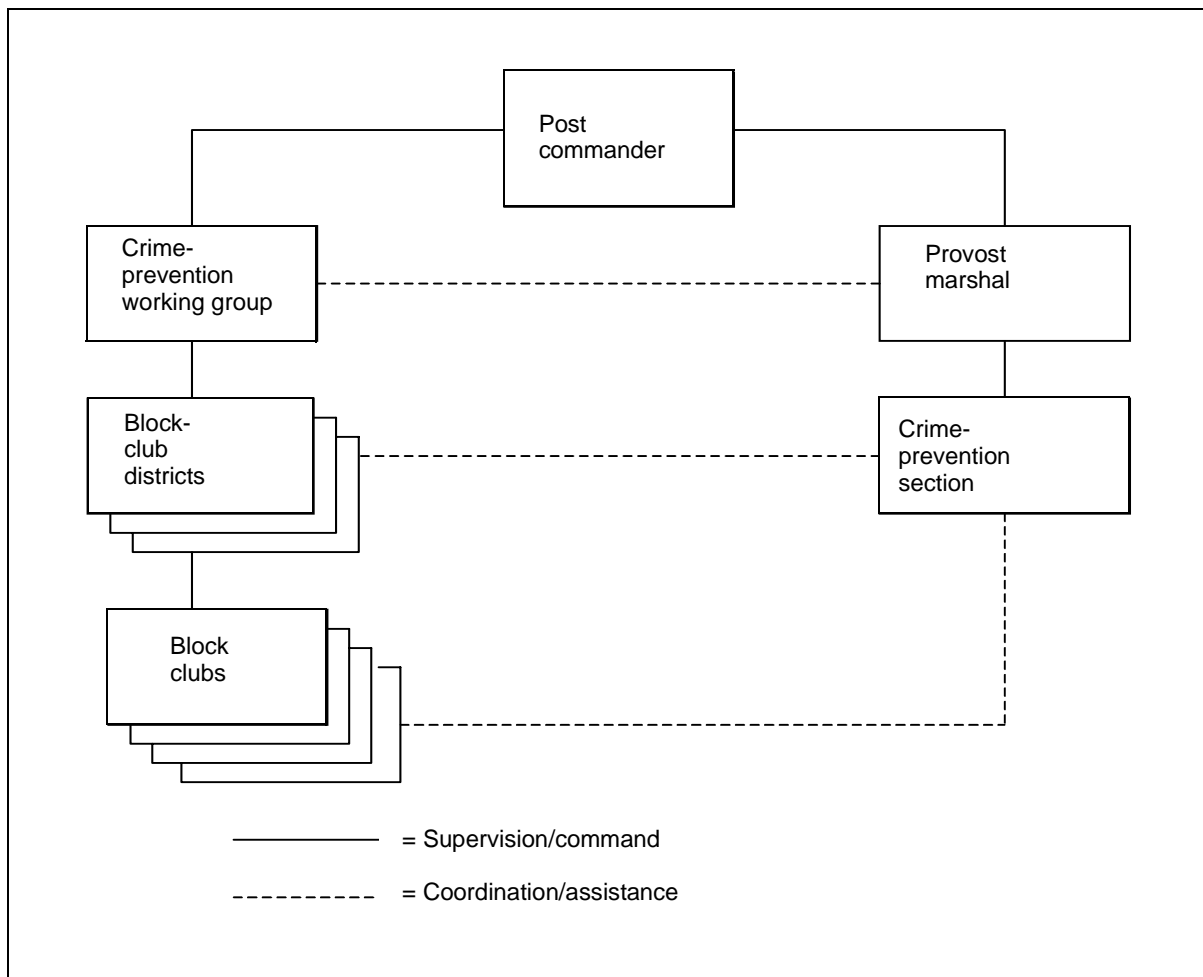 Post
commander
Crime-
prevention
working group
Provost
marshal
Block-
club
districts
Crime-
prevention
section
Block
clubs
= Supervision/command
= Coordination/assistance